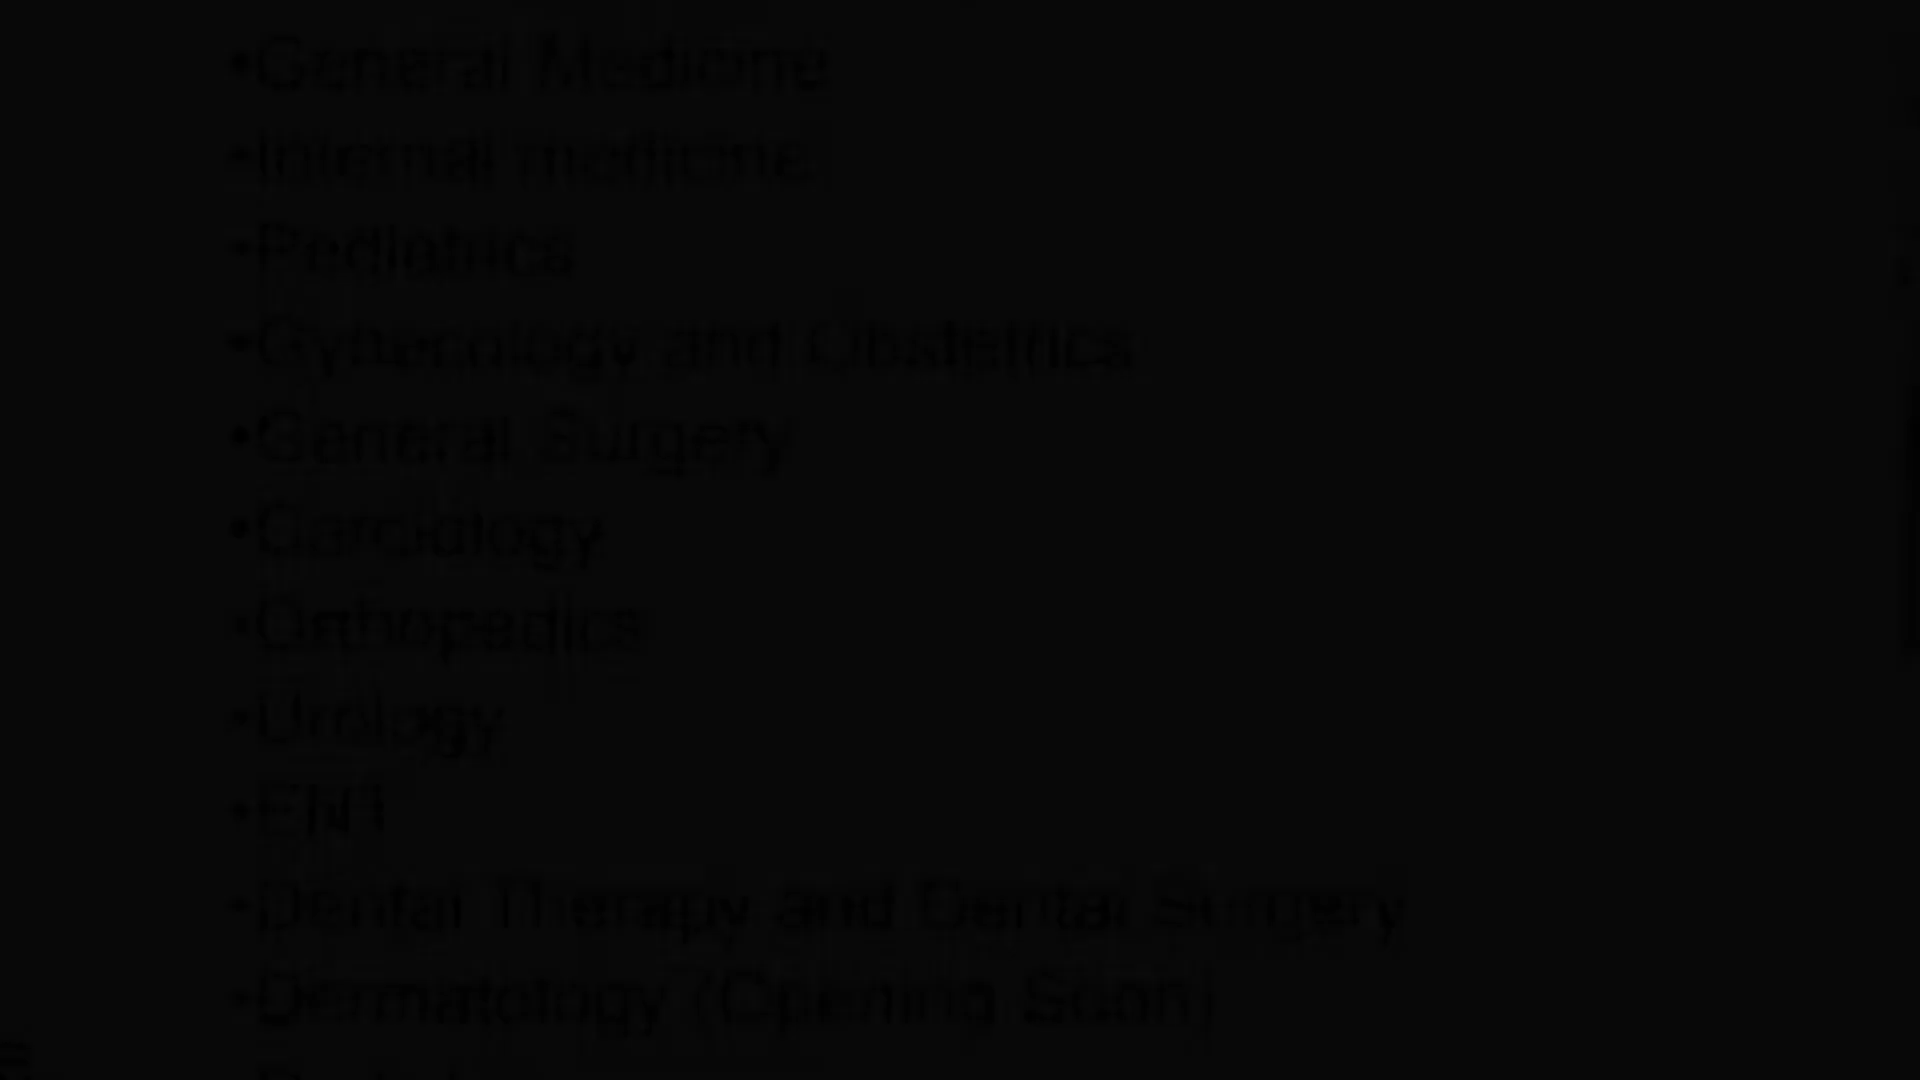 •General Medicine
•Internal medicine
•Pediatrics
•Gynecology and Obstetrics
•General Surgery
•Cardiology
•Orthopedics
•Urology
•ENT
•Dental Therapy and Dental Surgery
•Dermatology (Opening Soon)